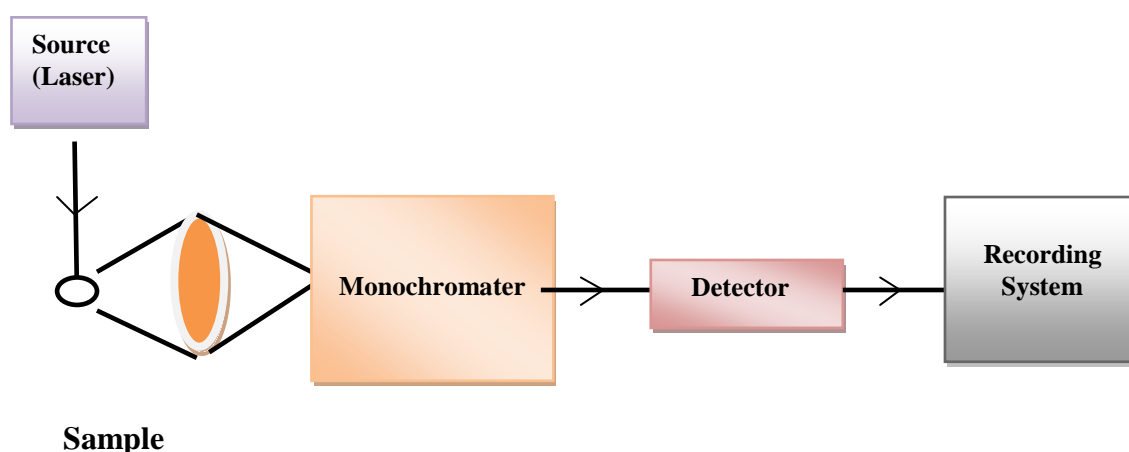 Source
(Laser)
Monochromater
Detector
Recording
System
Sample